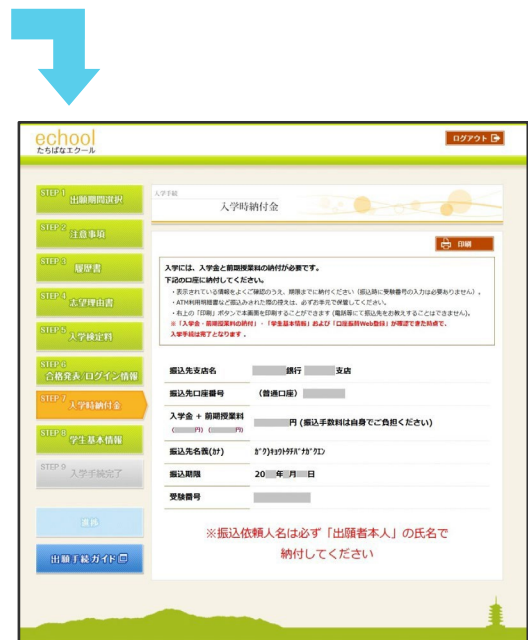 echool
たちばなエクール
ログアウト
STEP 1
出願期間選択
STEP 2
注意事項
STEP 3
履歴書
STEP 4
志望理由書
STEP 5
入学検定料
STEP 6
合格発表/ログイン情報
STEP 7
入学時納付金
STEP 8
学生基本情報
STEP 9
入学手続完了
出願手続ガイド
入学手続
入学時納付金
印刷
入学には、入学金と前期授業料の納付が必要です。
下記の口座に納付してください。
・表示されている情報をよくご確認のうえ、期限までに納付ください（振込時に受験番号の入力は必要ありません）。
・ATM利用明細書など振込みされた際の控えは、必ずお手元で保管してください。
・右上の「印刷」ボタンで本画面を印刷することができます（電話等にて振込先をお教えすることはできません）。
※「入学金・前期授業料の納付」・「学生基本情報」および「口座振替Web登録」が確認できた時点で、
入学手続は完了となります。
振込先支店名 銀行 支店
振込先口座番号 （普通口座）
入学金 + 前期授業料
( 円) ( 円)
円 (振込手数料は自身でご負担ください)
振込先名義(ｶﾅ) ｶﾞｸ)ｷｮｳﾄﾀﾁﾊﾞﾅｶﾞｸｴﾝ
振込期限 20 年 月 日
受験番号
※振込依頼人名は必ず「出願者本人」の氏名で
納付してください